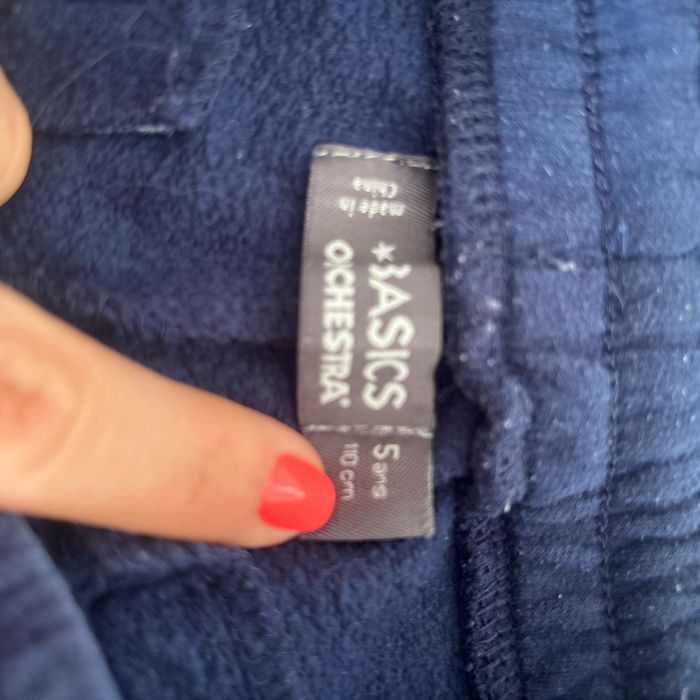 made in
China
BASICS
ORCHESTRA
5 ans
110 cm